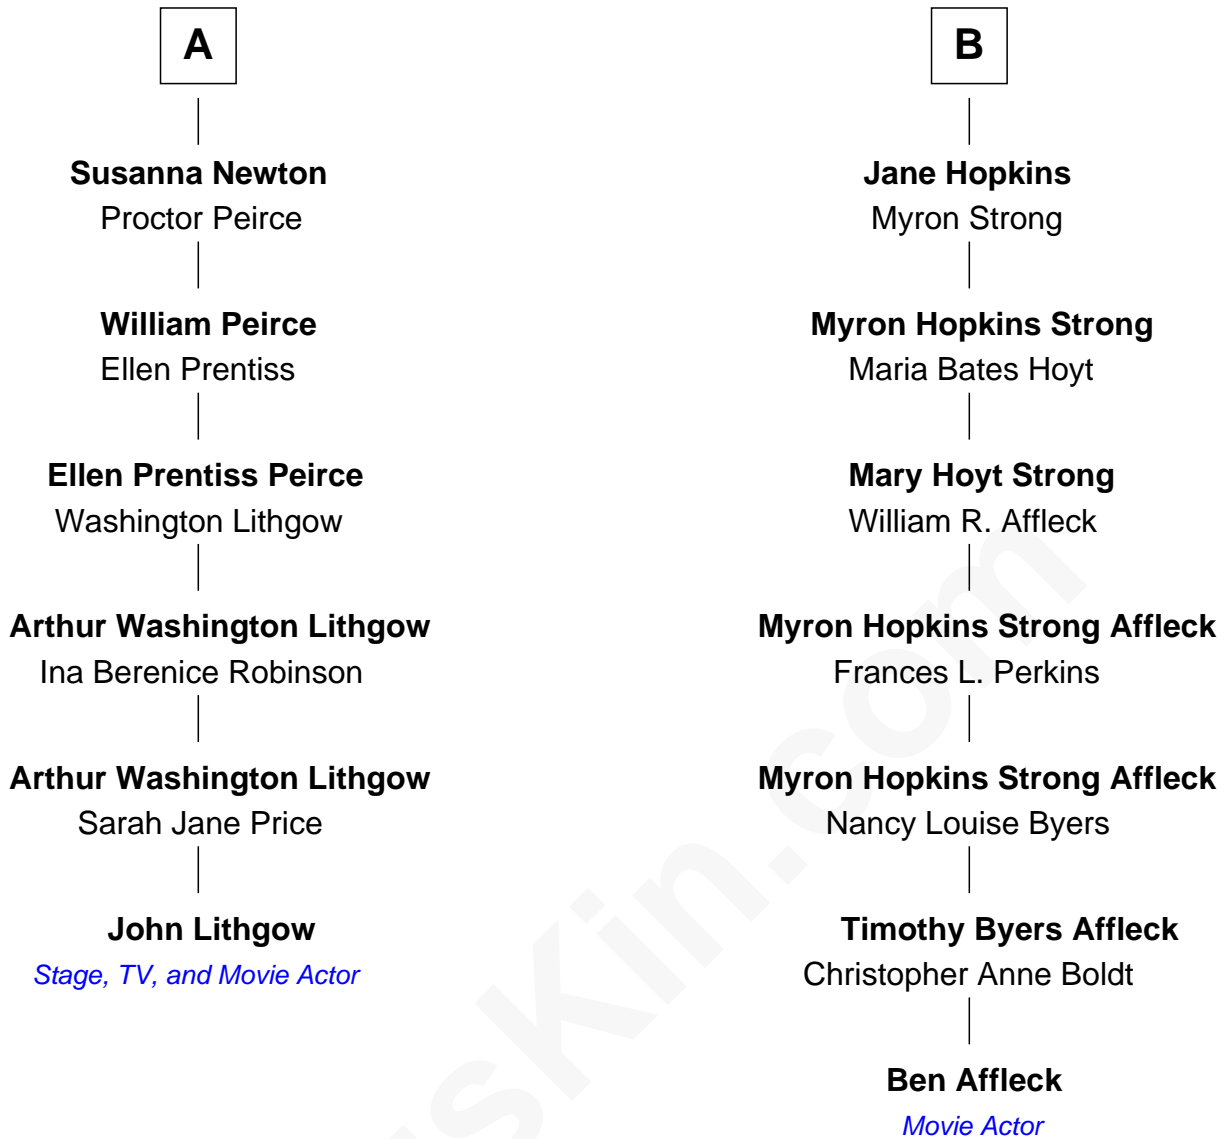 A
Susanna Newton
Proctor Peirce
William Peirce
Ellen Prentiss
Ellen Prentiss Peirce
Washington Lithgow
Arthur Washington Lithgow
Ina Berenice Robinson
Arthur Washington Lithgow
Sarah Jane Price
John Lithgow
Stage, TV, and Movie Actor
B
Jane Hopkins
Myron Strong
Myron Hopkins Strong
Maria Bates Hoyt
Mary Hoyt Strong
William R. Affleck
Myron Hopkins Strong Affleck
Frances L. Perkins
Myron Hopkins Strong Affleck
Nancy Louise Byers
Timothy Byers Affleck
Christopher Anne Boldt
Ben Affleck
Movie Actor
sKin.com